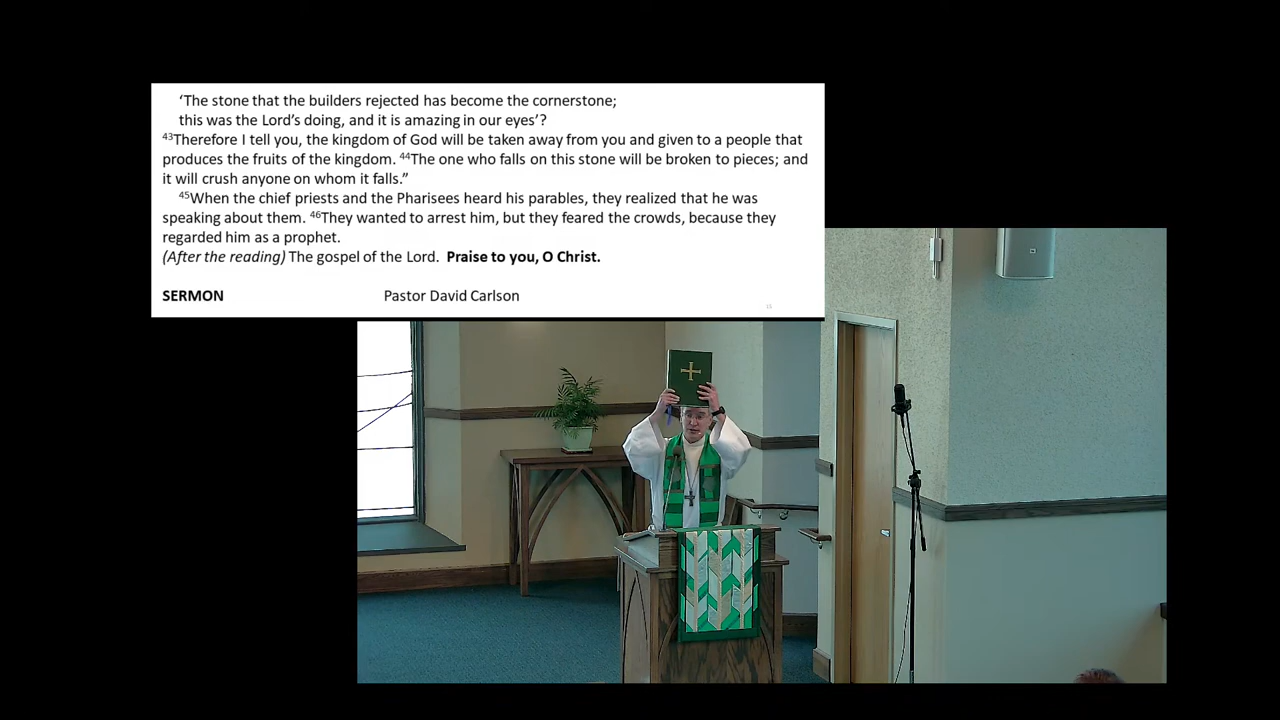 ‘The stone that the builders rejected has become the cornerstone;
this was the Lord’s doing, and it is amazing in our eyes’?
⁴³Therefore I tell you, the kingdom of God will be taken away from you and given to a people that
produces the fruits of the kingdom. ⁴⁴The one who falls on this stone will be broken to pieces; and
it will crush anyone on whom it falls.”
⁴⁵When the chief priests and the Pharisees heard his parables, they realized that he was
speaking about them. ⁴⁶They wanted to arrest him, but they feared the crowds, because they
regarded him as a prophet.
(After the reading) The gospel of the Lord. Praise to you, O Christ.
SERMON Pastor David Carlson